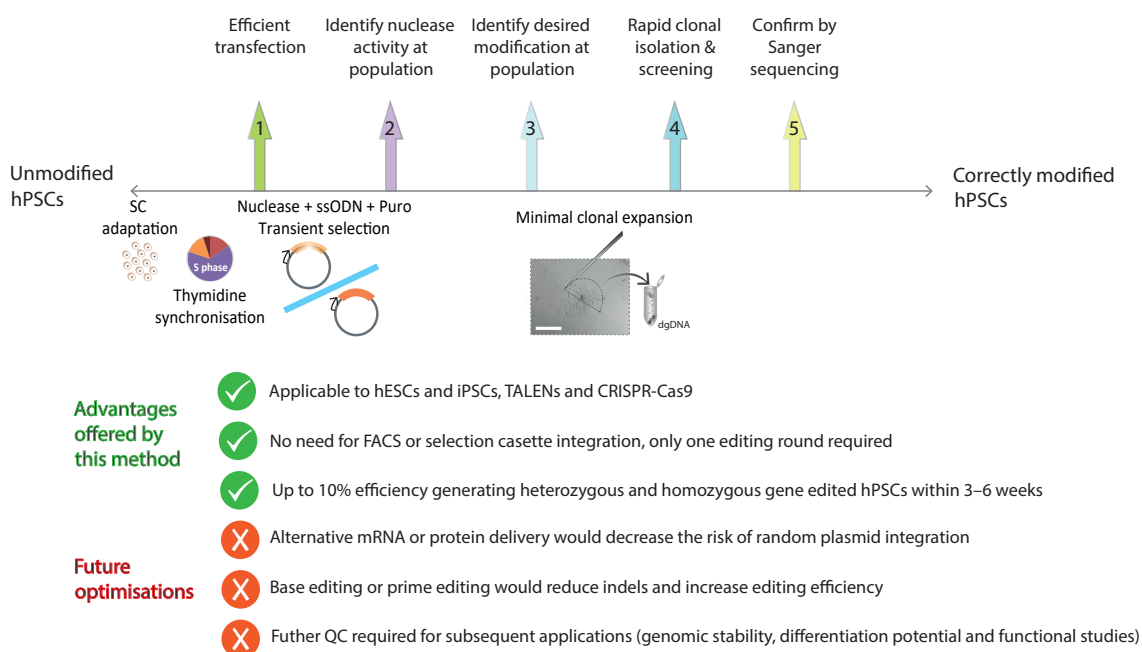 Efficient
transfection
Identify nuclease
activity at
population
Identify desired
modification at
population
Rapid clonal
isolation &
screening
Confirm by
Sanger
sequencing
1
2
3
4
5
Unmodified
hPSCs
Correctly modified
hPSCs
SC
adaptation
S phase
Thymidine
synchronisation
Nuclease + ssODN + Puro
Transient selection
Minimal clonal expansion
dgDNA
Advantages
offered by
this method
Applicable to hESCs and iPSCs, TALENs and CRISPR-Cas9
No need for FACS or selection casette integration, only one editing round required
Up to 10% efficiency generating heterozygous and homozygous gene edited hPSCs within 3–6 weeks
Future
optimisations
Alternative mRNA or protein delivery would decrease the risk of random plasmid integration
Base editing or prime editing would reduce indels and increase editing efficiency
Futher QC required for subsequent applications (genomic stability, differentiation potential and functional studies)